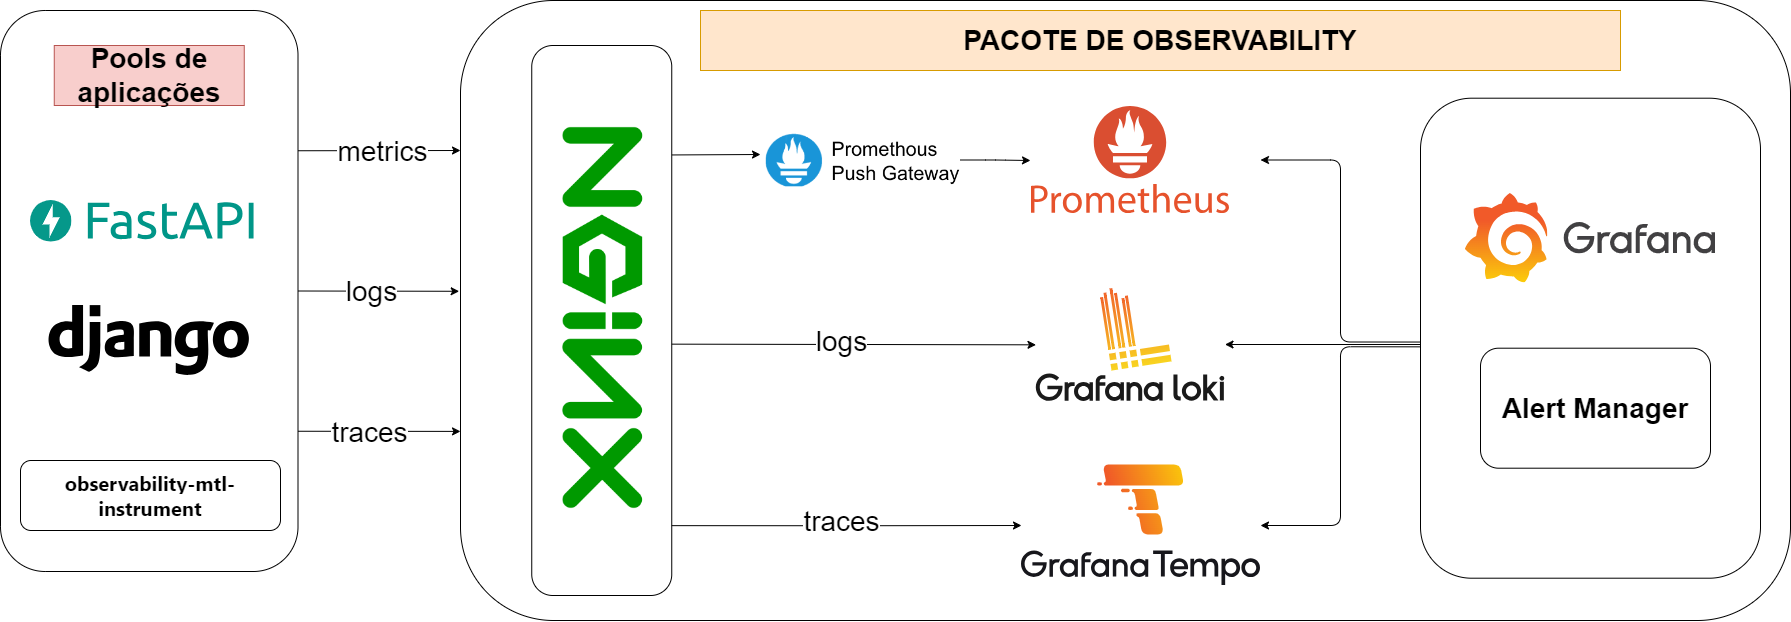 Pools de
aplicações
FastAPI
django
observability-mtl-
instrument
metrics
logs
traces
PACOTE DE OBSERVABILITY
NGINX
Promethous
Push Gateway
Prometheus
logs
Grafana loki
traces
Grafana Tempo
Grafana
Alert Manager